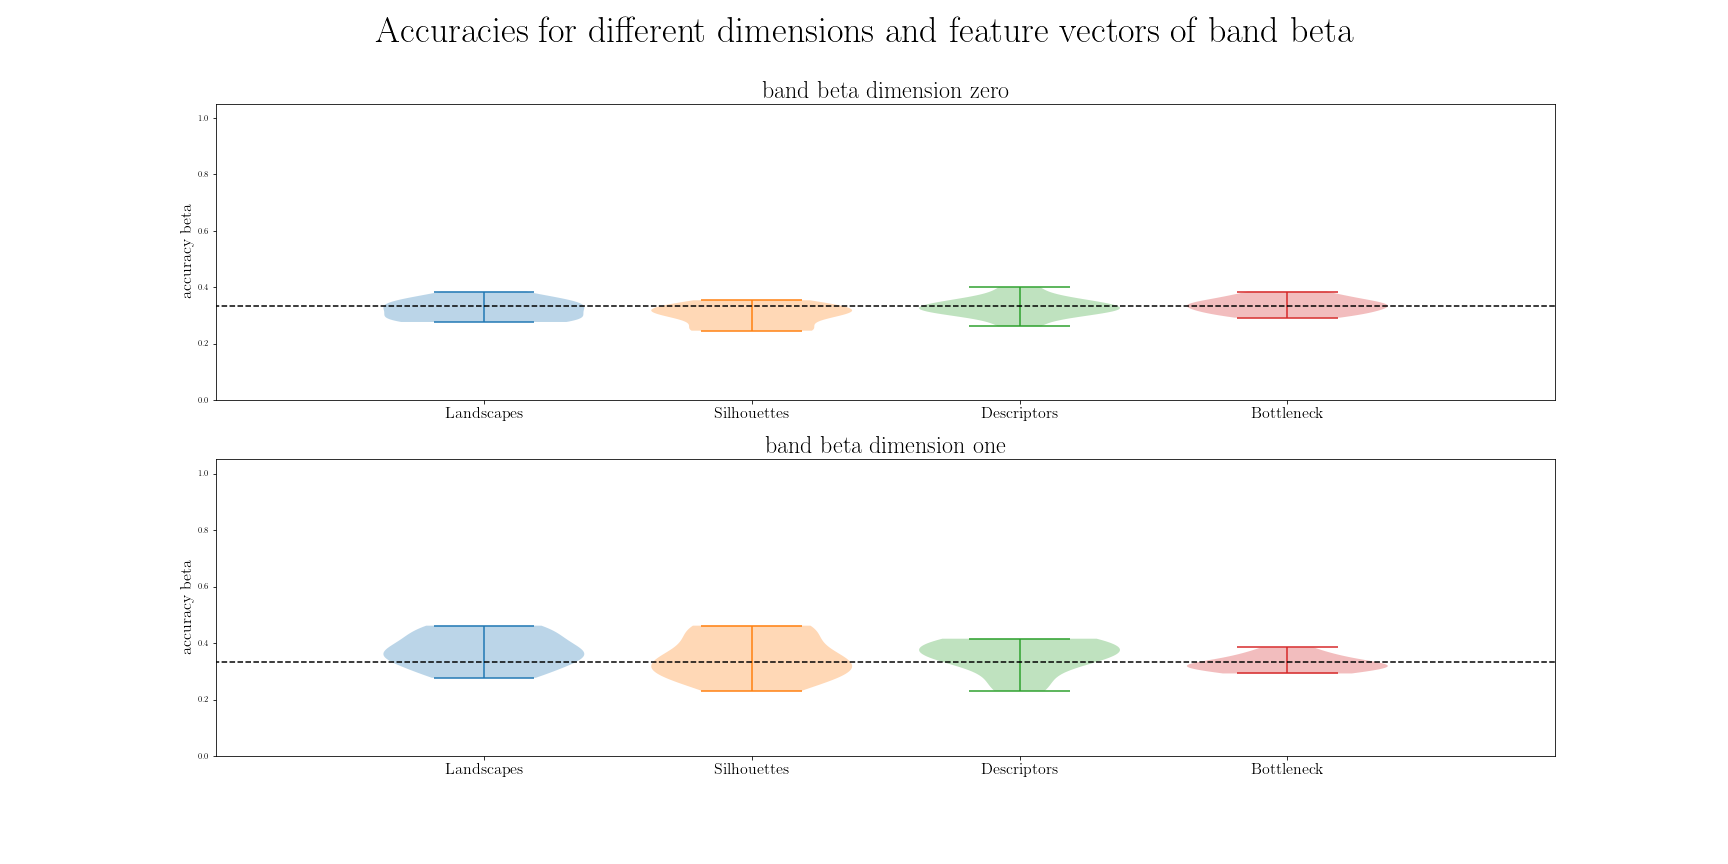 Accuracies for different dimensions and feature vectors of band beta
band beta dimension zero
accuracy beta
1.0
0.8
0.6
0.4
0.2
0.0
Landscapes Silhouettes Descriptors Bottleneck
band beta dimension one
accuracy beta
1.0
0.8
0.6
0.4
0.2
0.0
Landscapes Silhouettes Descriptors Bottleneck